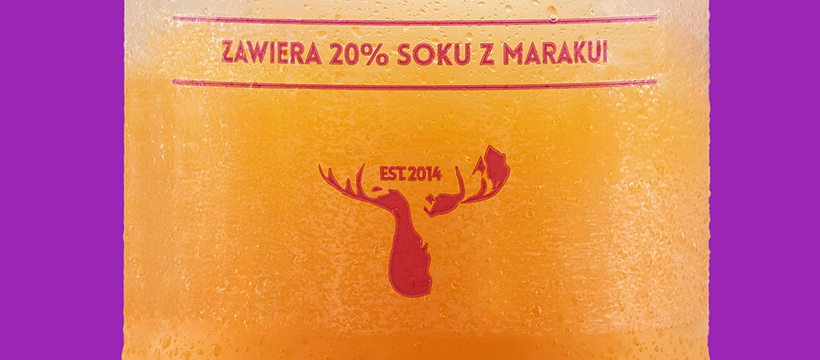 ZAWIERA 20% SOKU Z MARAKUI
EST.2014